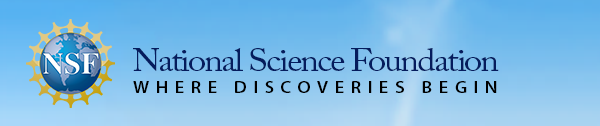 NSF
National Science Foundation
WHERE DISCOVERIES BEGIN